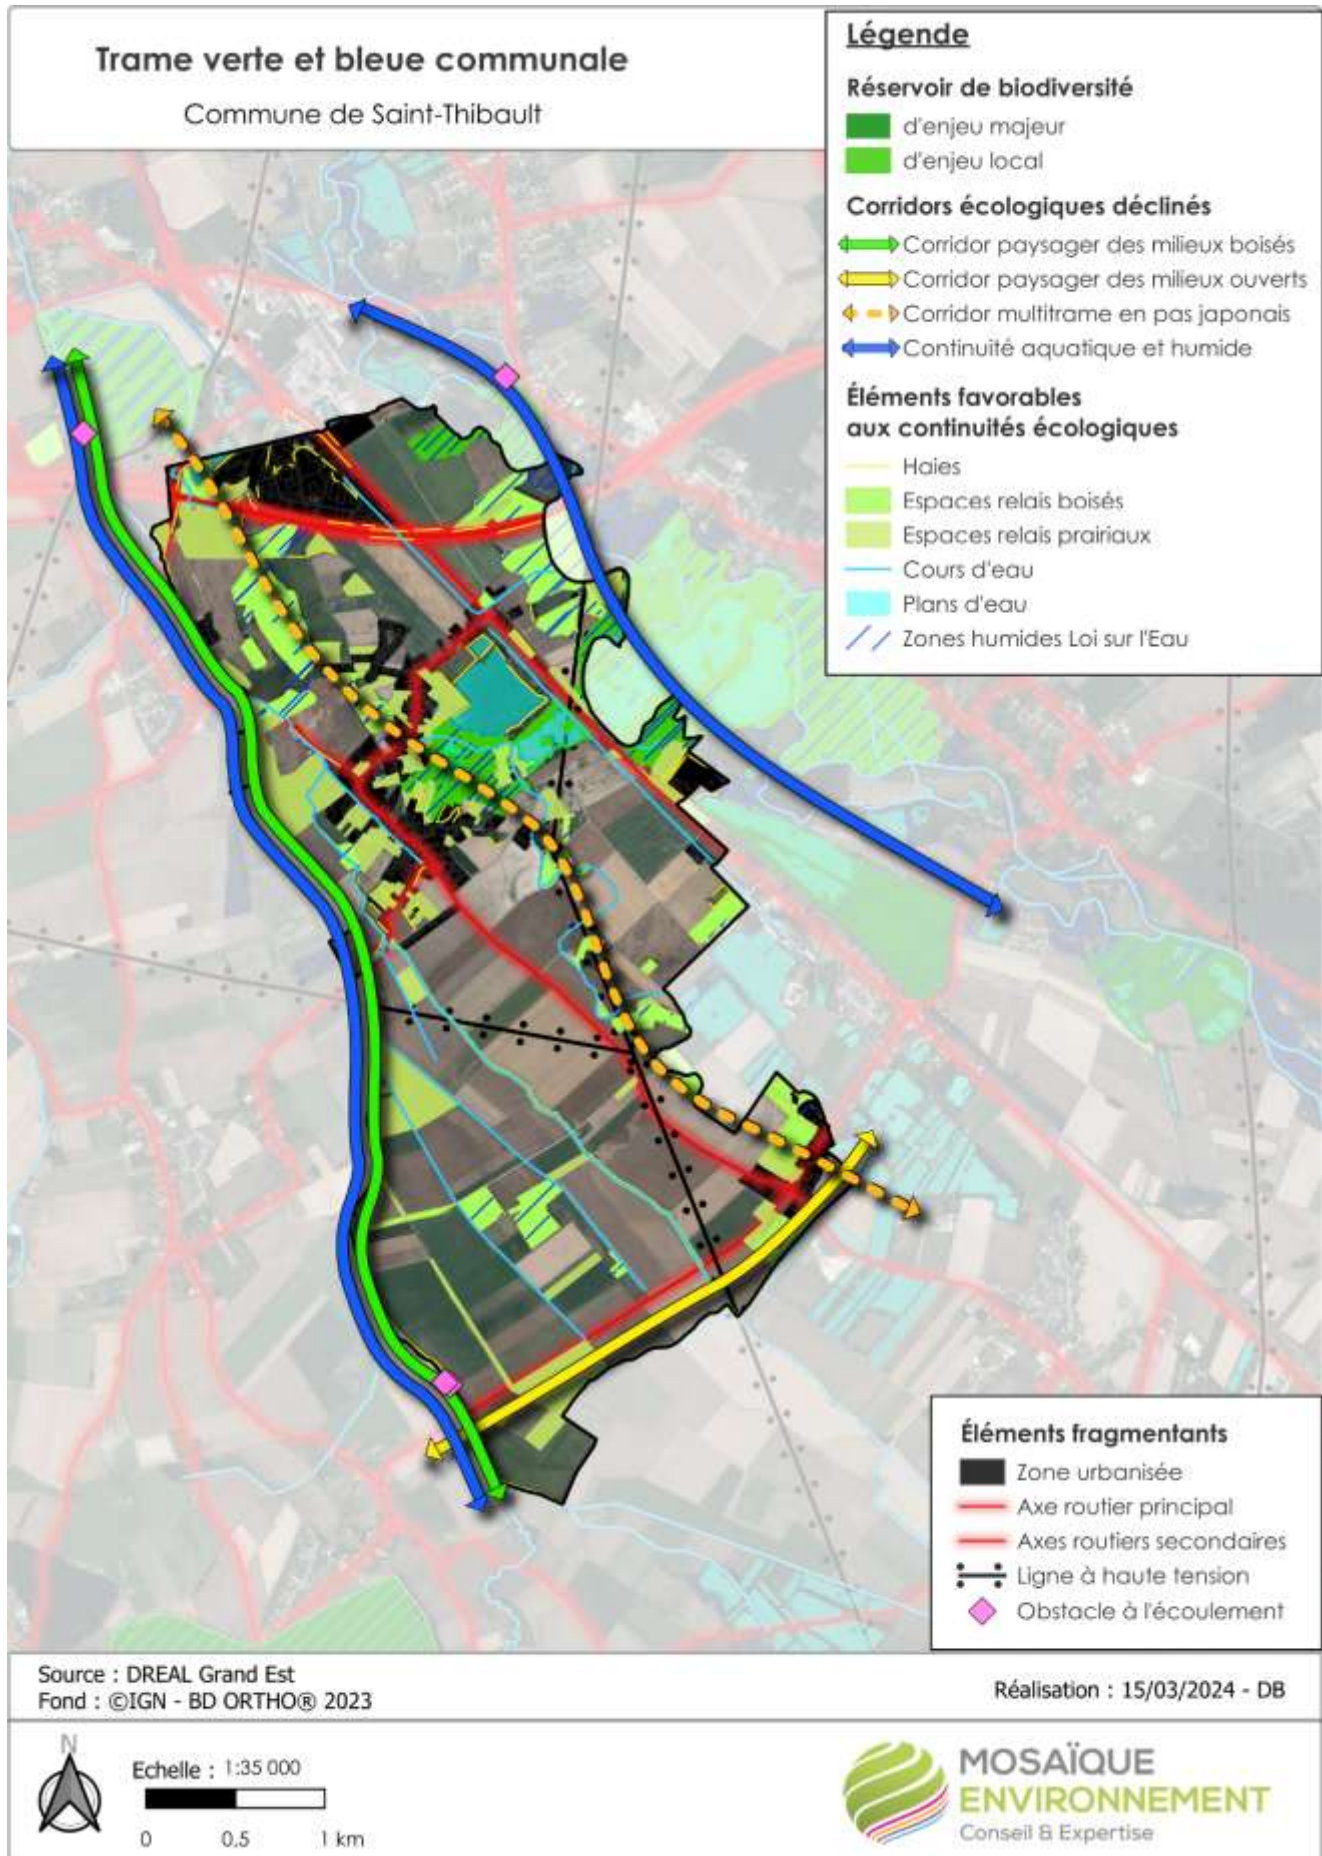 Trame verte et bleue communale
Commune de Saint-Thibault
Légende
Réservoir de biodiversité
d'enjeu majeur
d'enjeu local
Corridors écologiques déclinés
Corridor paysager des milieux boisés
Corridor paysager des milieux ouverts
Corridor multitrame en pas japonais
Continuité aquatique et humide
Éléments favorables
aux continuités écologiques
Haies
Espaces relais boisés
Espaces relais prairiaux
Cours d'eau
Plans d'eau
Zones humides Loi sur l'Eau
Éléments fragmentants
Zone urbanisée
Axe routier principal
Axes routiers secondaires
Ligne à haute tension
Obstacle à l'écoulement
Source : DREAL Grand Est
Fond : ©IGN - BD ORTHO® 2023
Réalisation : 15/03/2024 - DB
N
Echelle : 1:35 000
0 0.5 1 km
MOSAÏQUE
ENVIRONNEMENT
Conseil & Expertise